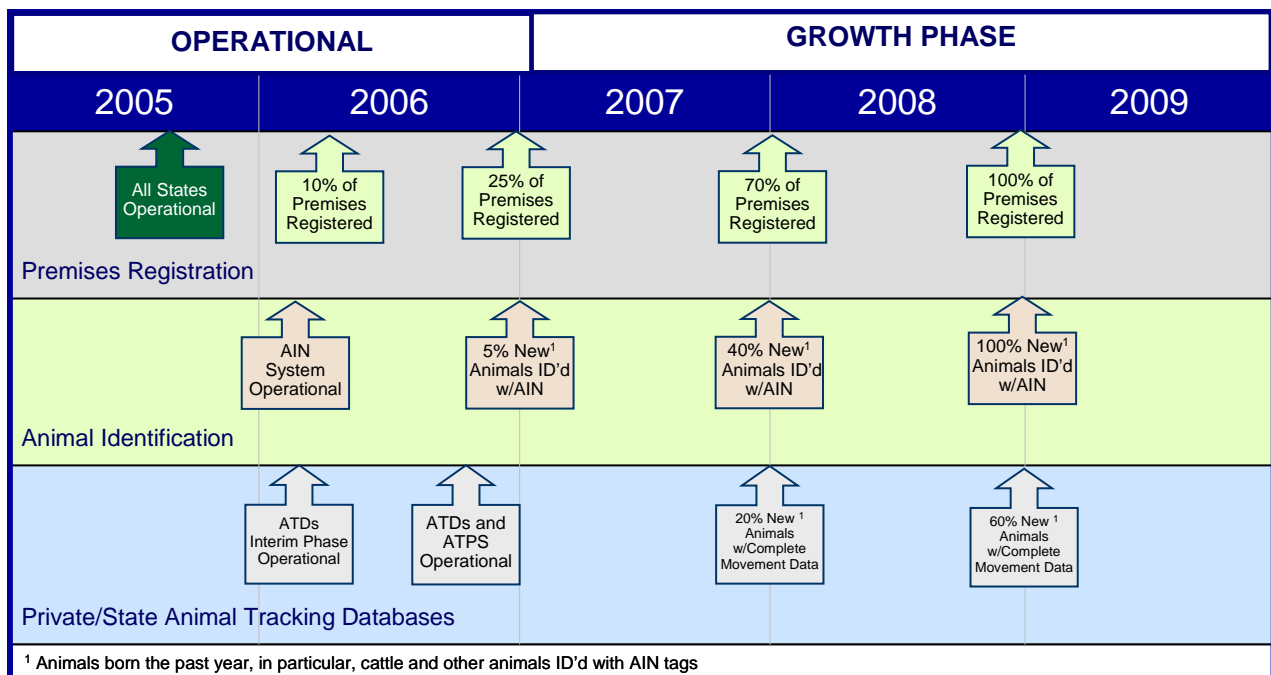 OPERATIONAL
GROWTH PHASE
2005
2006
2007
2008
2009
All States
Operational
10% of
Premises
Registered
25% of
Premises
Registered
70% of
Premises
Registered
100% of
Premises
Registered
Premises Registration
AIN
System
Operational
5% New¹
Animals ID’d
w/AIN
40% New¹
Animals ID’d
w/AIN
100% New¹
Animals ID’d
w/AIN
Animal Identification
ATDs
Interim Phase
Operational
ATDs and
ATPS
Operational
20% New ¹
Animals
w/Complete
Movement Data
60% New ¹
Animals
w/Complete
Movement Data
Private/State Animal Tracking Databases
¹ Animals born the past year, in particular, cattle and other animals ID’d with AIN tags